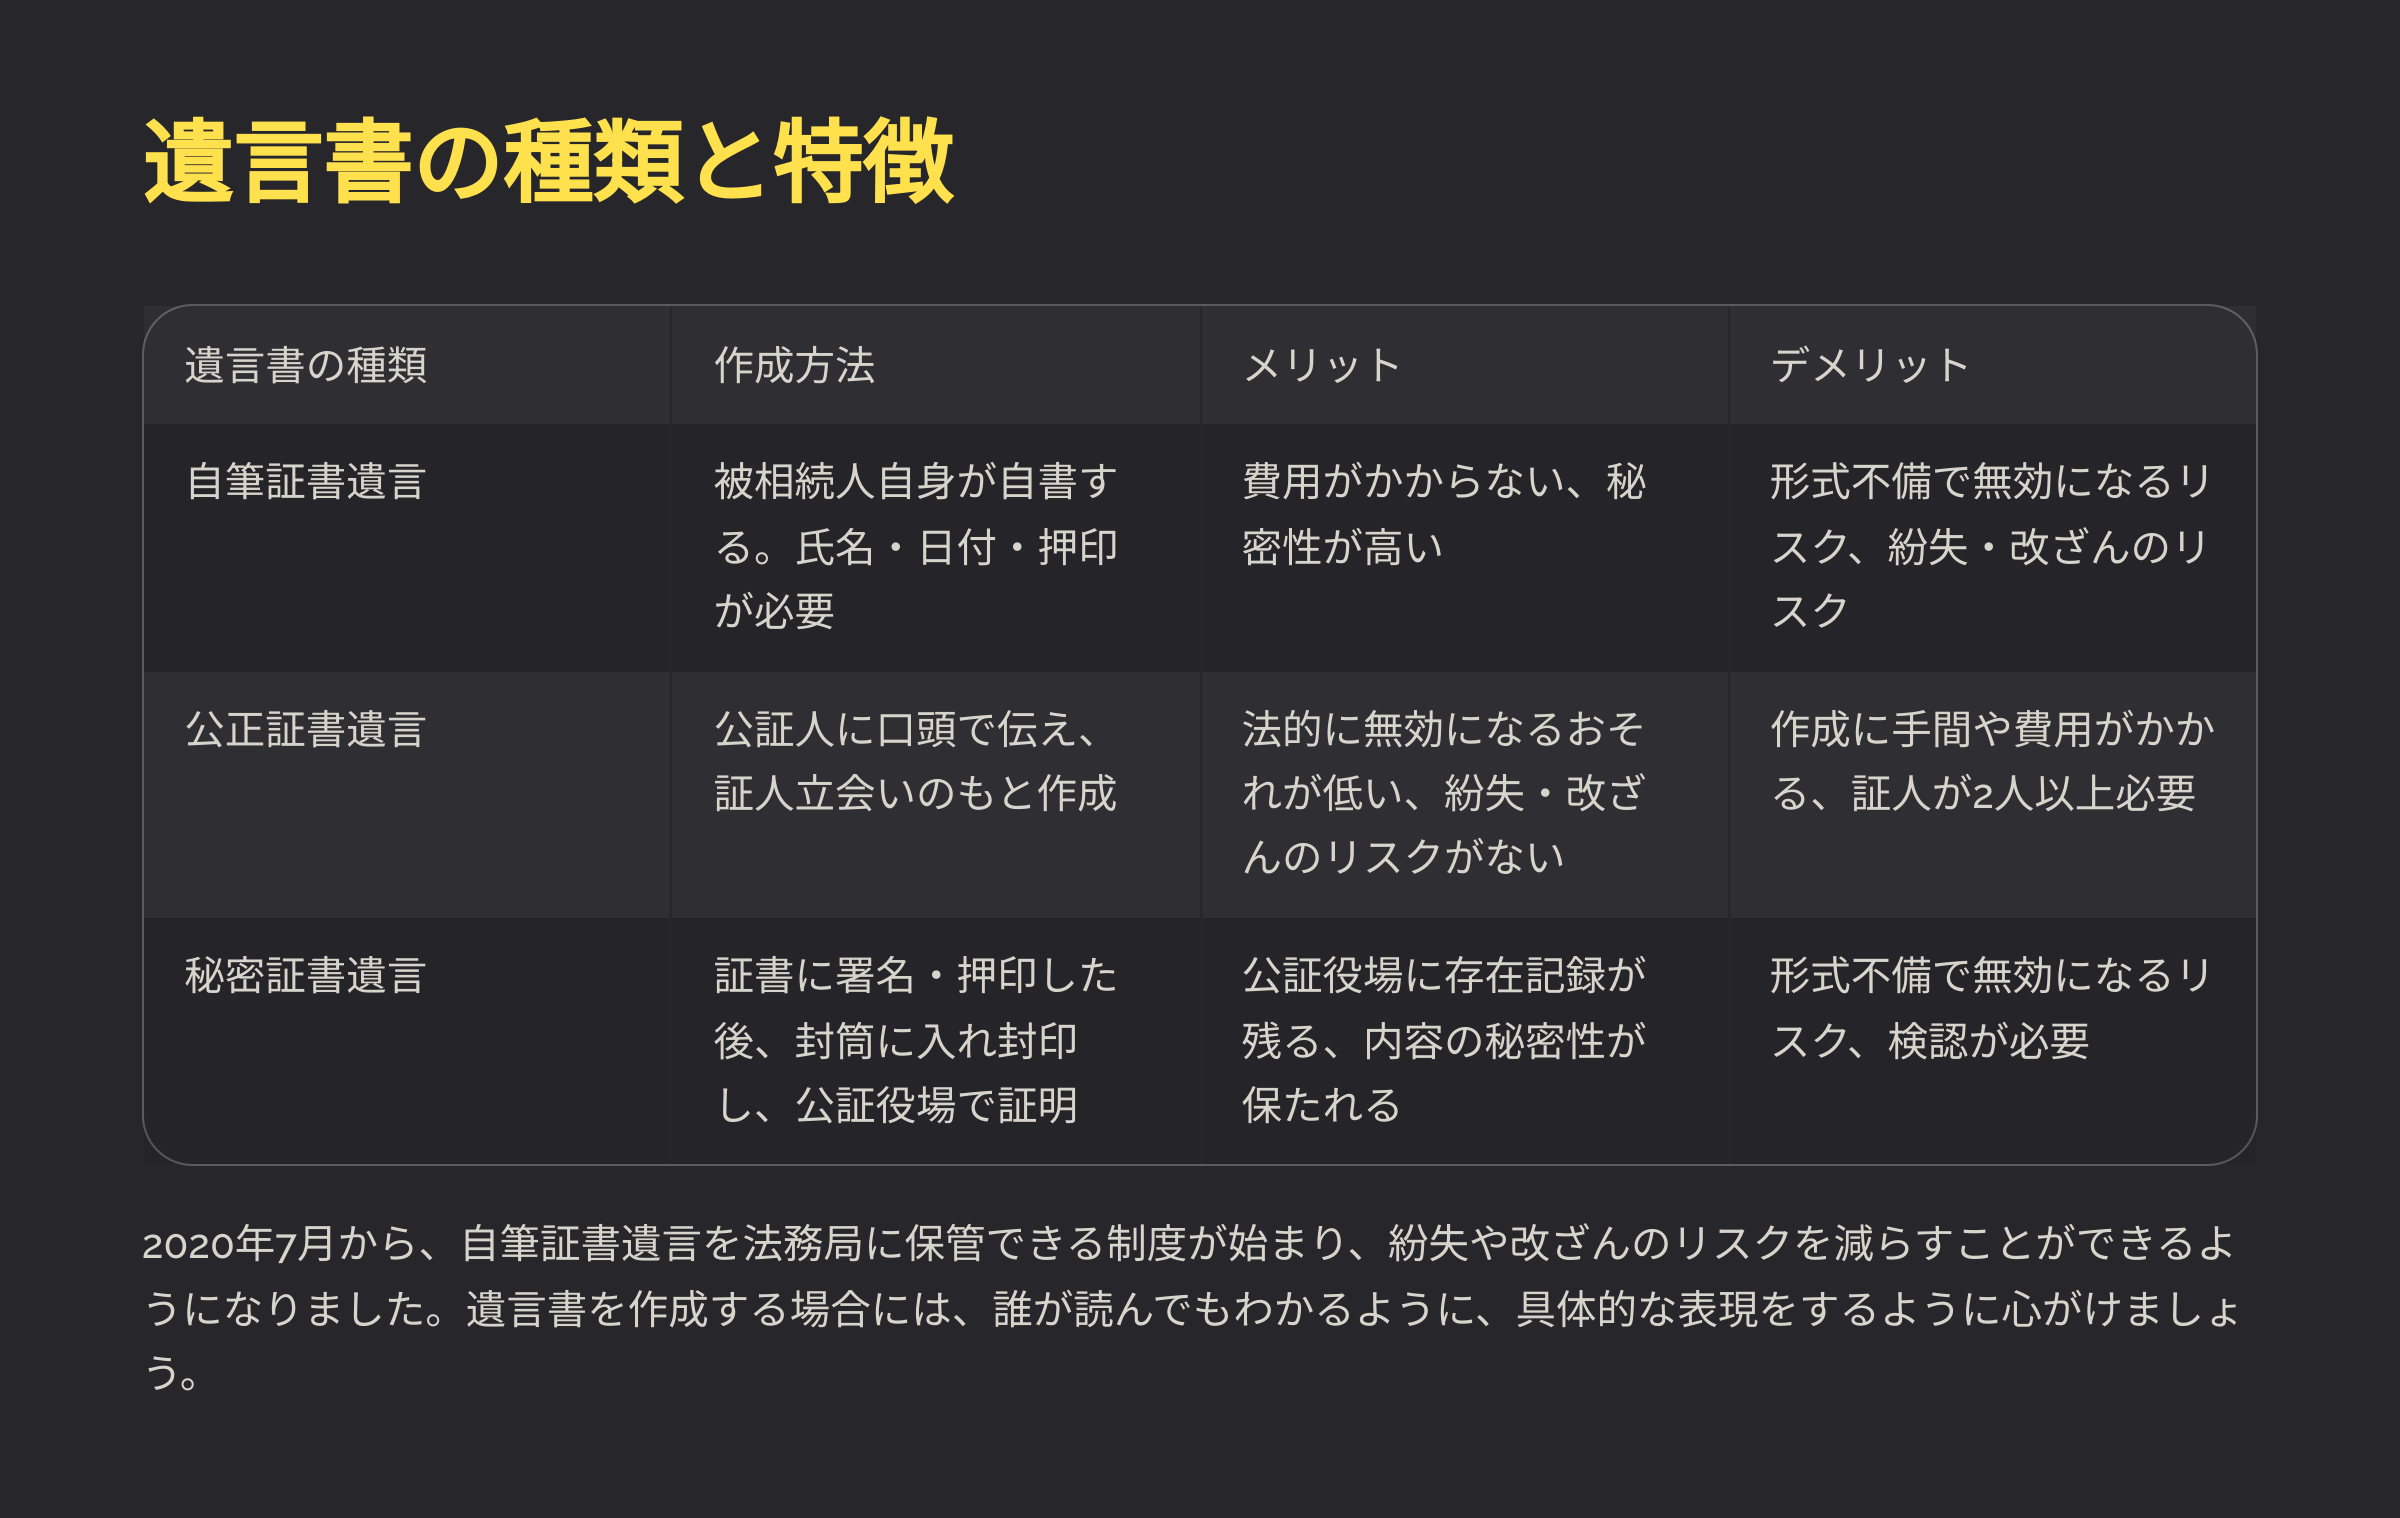 遺言書の種類と特徴
遺言書の種類
作成方法
メリット
デメリット
自筆証書遺言
被相続人自身が自書す
る。氏名・日付・押印
が必要
費用がかからない、秘
密性が高い
形式不備で無効になるリ
スク、紛失・改ざんのリ
スク
公正証書遺言
公証人に口頭で伝え、
証人立会いのもと作成
法的に無効になるおそ
れが低い、紛失・改ざ
んのリスクがない
作成に手間や費用がかか
る、証人が2人以上必要
秘密証書遺言
証書に署名・押印した
後、封筒に入れ封印
し、公証役場で証明
公証役場に存在記録が
残る、内容の秘密性が
保たれる
形式不備で無効になるリ
スク、検認が必要
2020年7月から、自筆証書遺言を法務局に保管できる制度が始まり、紛失や改ざんのリスクを減らすことができるよ
うになりました。遺言書を作成する場合には、誰が読んでもわかるように、具体的な表現をするように心がけましょ
う。